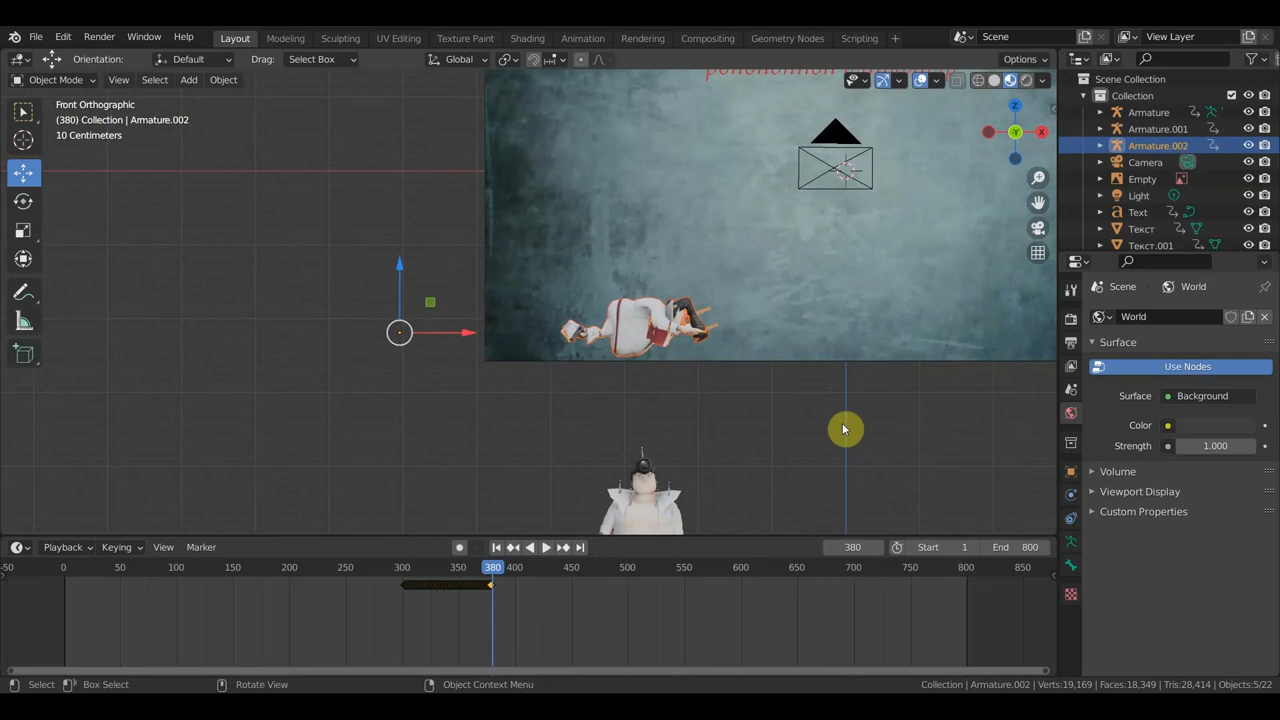 File Edit Render Window Help Layout Modeling Sculpting UV Editing Texture Paint Shading Animation Rendering Compositing Geometry Nodes Scripting + Scene View Layer
Orientation: Default Drag: Select Box Global Options
Object Mode View Select Add Object
Scene Collection
Collection
Armature
Armature.001
Armature.002
Camera
Empty
Light
Text
Текст
Текст.001
Front Orthographic
(380) Collection | Armature.002
10 Centimeters
Z
X
-Y
Scene World
World
Surface
Use Nodes
Surface Background
Color
Strength 1.000
Volume
Viewport Display
Custom Properties
Playback Keying View Marker 380 Start 1 End 800
-50 0 50 100 150 200 250 300 350 380 400 450 500 550 600 650 700 750 800 850
Select Box Select Rotate View Object Context Menu Collection | Armature.002 | Verts:19,169 | Faces:18,349 | Tris:28,414 | Objects:5/22